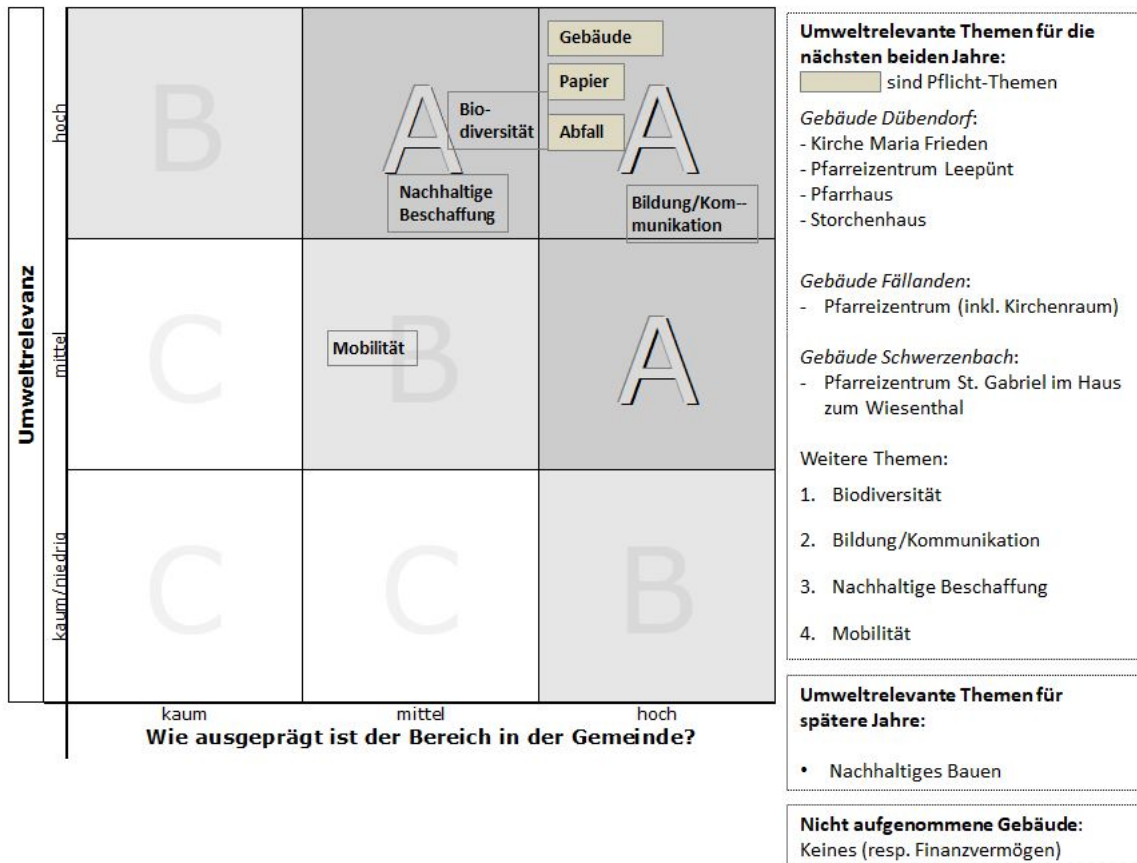 Umweltrelevanz
hoch
mittel
kaum/niedrig
B
A
A
Gebäude
Papier
Abfall
Bio-
diversität
Nachhaltige
Beschaffung
Bildung/Kom--
munikation
C
B
A
Mobilität
C
C
B
kaum
mittel
hoch
Wie ausgeprägt ist der Bereich in der Gemeinde?
Umweltrelevante Themen für die
nächsten beiden Jahre:
sind Pflicht-Themen
Gebäude Dübendorf:
- Kirche Maria Frieden
- Pfarreizentrum Leepünt
- Pfarrhaus
- Storchenhaus
Gebäude Fällanden:
- Pfarreizentrum (inkl. Kirchenraum)
Gebäude Schwerzenbach:
- Pfarreizentrum St. Gabriel im Haus
zum Wiesenthal
Weitere Themen:
1. Biodiversität
2. Bildung/Kommunikation
3. Nachhaltige Beschaffung
4. Mobilität
Umweltrelevante Themen für
spätere Jahre:
• Nachhaltiges Bauen
Nicht aufgenommene Gebäude:
Keines (resp. Finanzvermögen)